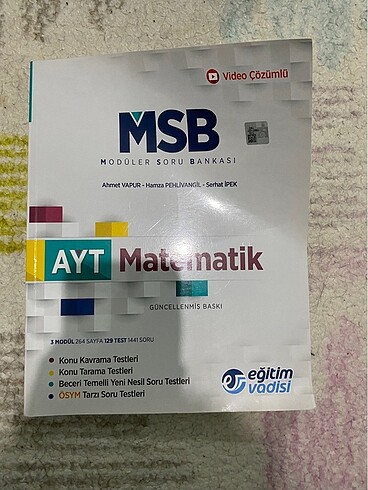 Video Çözümlü
MSB
MODÜLER SORU BANKASI
Ahmet VAPUR - Hamza PEHLİVANGİL - Serhat İPEK
AYT Matematik
GÜNCELLENMİŞ BASKI
3 MODÜL 264 SAYFA 129 TEST 1441 SORU
Konu Kavrama Testleri
Konu Tarama Testleri
Beceri Temelli Yeni Nesil Soru Testleri
ÖSYM Tarzı Soru Testleri
eğitim
vadisi